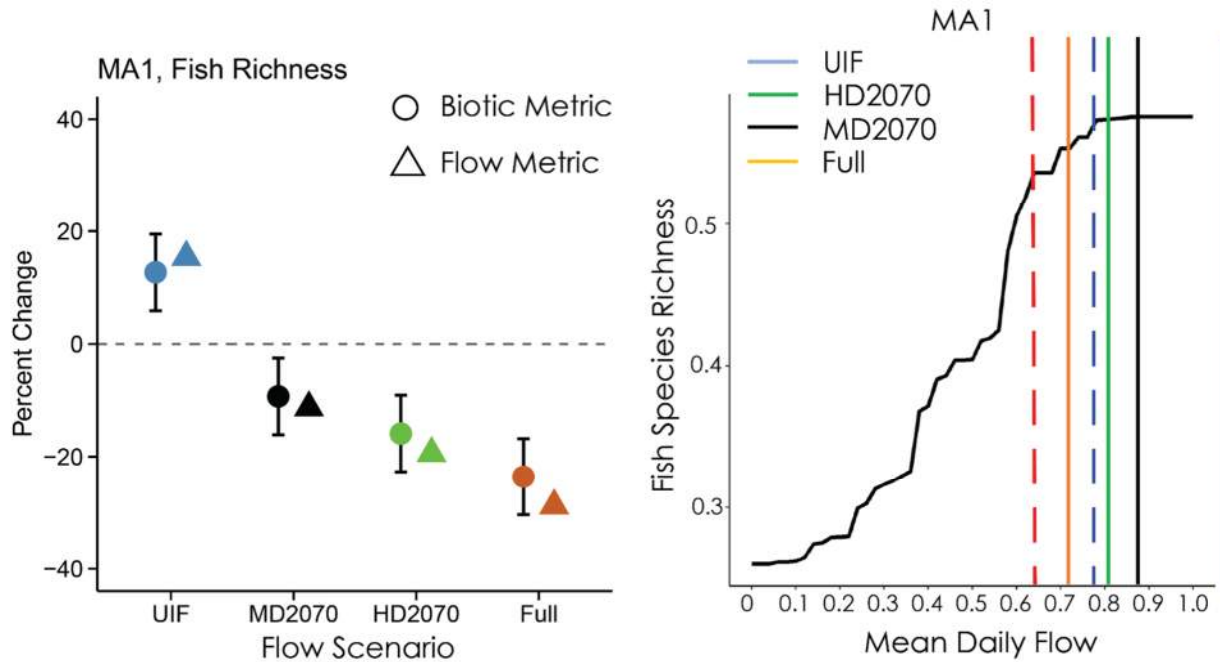 MA1, Fish Richness
Biotic Metric
Flow Metric
40
20
0
−20
−40
Percent Change
UIF
MD2070
HD2070
Full
Flow Scenario
MA1
UIF
HD2070
MD2070
Full
0.5
0.4
0.3
Fish Species Richness
0
0.1
0.2
0.3
0.4
0.5
0.6
0.7
0.8
0.9
1.0
Mean Daily Flow